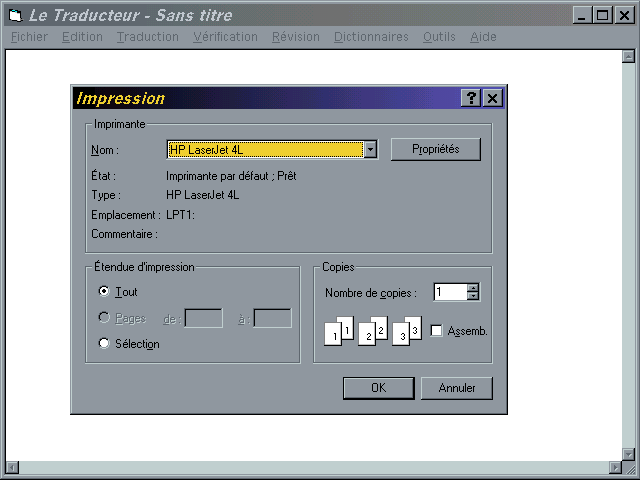 Le Traducteur - Sans titre
Fichier Edition Traduction Vérification Révision Dictionnaires Outils Aide
Impression
Imprimante
Nom : HP LaserJet 4L Propriétés
État : Imprimante par défaut ; Prêt
Type : HP LaserJet 4L
Emplacement : LPT1:
Commentaire :
Étendue d'impression Copies
Tout Nombre de copies : 1
Pages de : à :
1 1 2 2 3 3 Assemb.
Sélection
OK Annuler